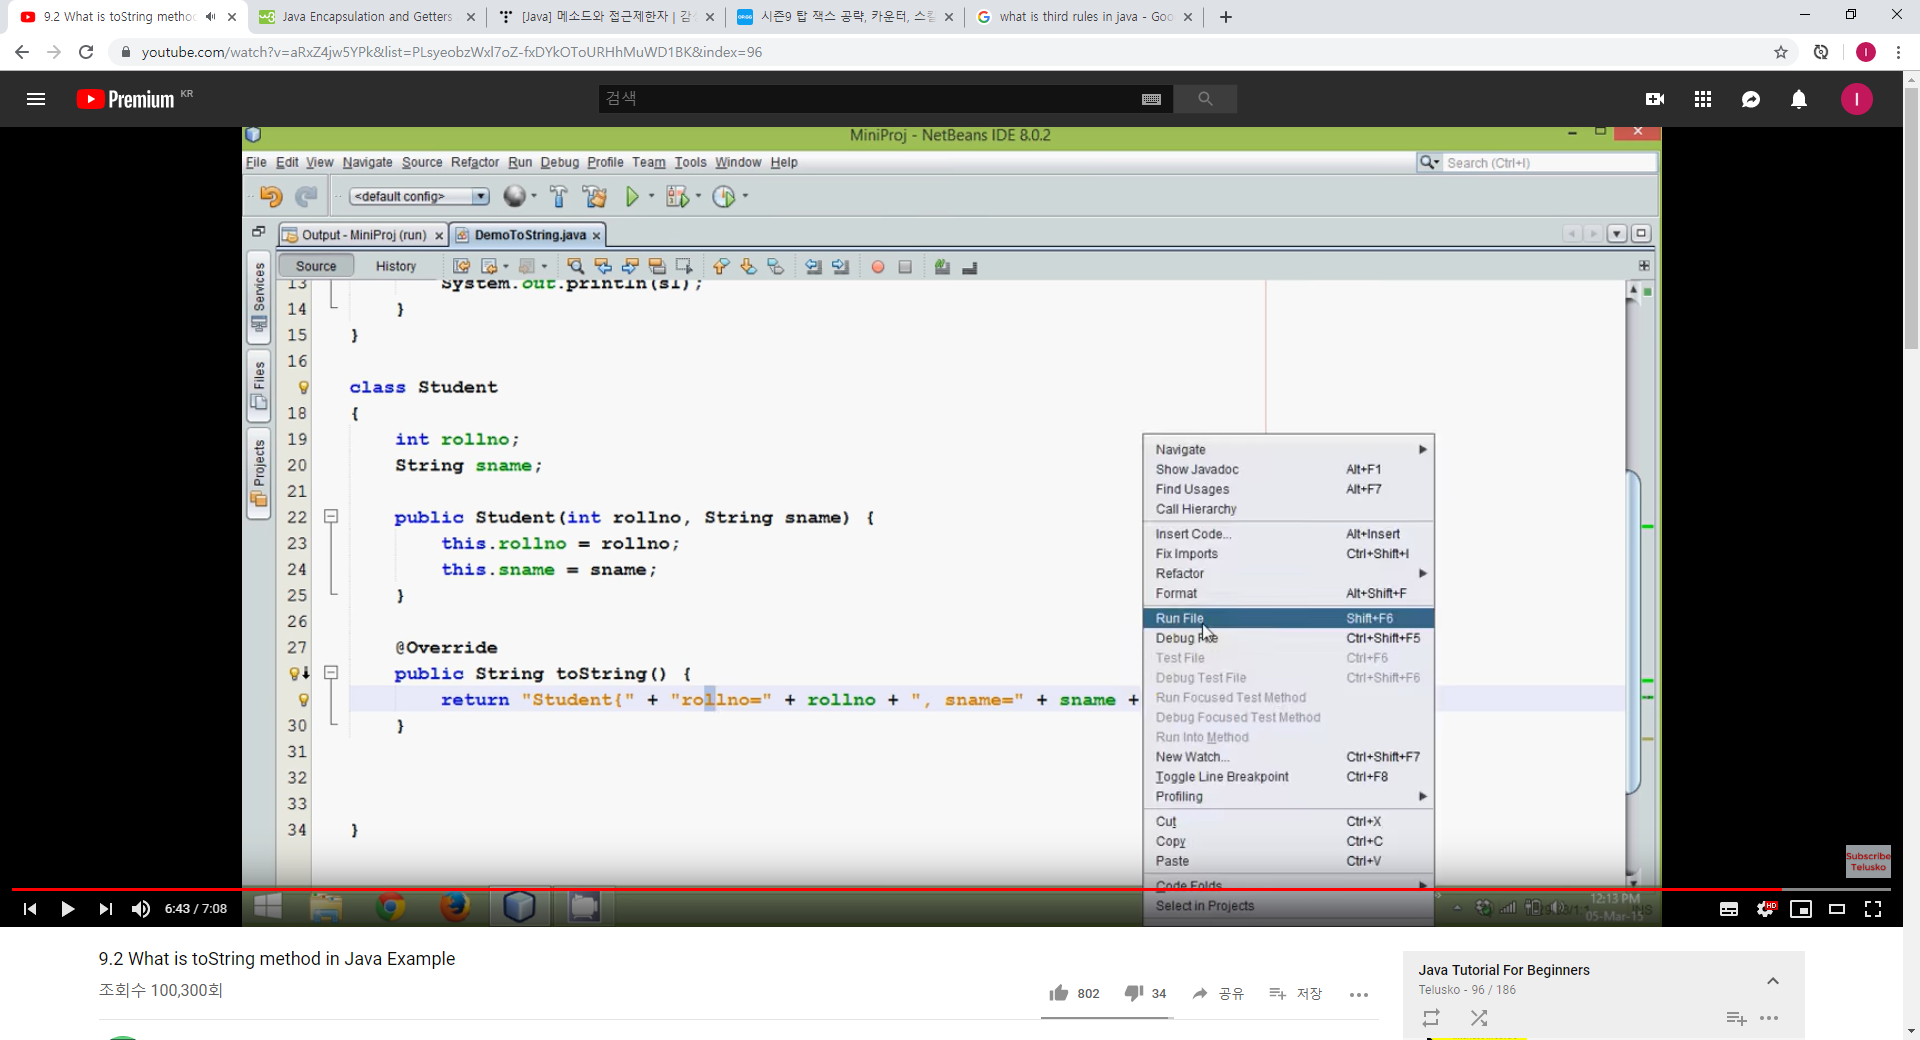 9.2 What is toString metho
Java Encapsulation and Getters
[Java] 메소드와 접근제한자 | 감
시즌9 탑 잭스 공략, 카운터, 스킬
what is third rules in java - Goo
youtube.com/watch?v=aRxZ4jw5YPk&list=PLsyeobzWxl7oZ-fxDYkOToURHhMuWD1BK&index=96
Premium KR
검색
I
MiniProj - NetBeans IDE 8.0.2
File Edit View Navigate Source Refactor Run Debug Profile Team Tools Window Help
Search (Ctrl+I)
<default config>
Output - MiniProj (run)
DemoToString.java
Source
History
Services
Files
Projects
13 System.out.println(s1);
14 }
15 }
16
class Student
18 {
19 int rollno;
20 String sname;
21
22 public Student(int rollno, String sname) {
23 this.rollno = rollno;
24 this.sname = sname;
25 }
26
27 @Override
public String toString() {
return "Student{" + "rollno=" + rollno + ", sname=" + sname +
30 }
31
32
33
34 }
Navigate
Show Javadoc Alt+F1
Find Usages Alt+F7
Call Hierarchy
Insert Code... Alt+Insert
Fix Imports Ctrl+Shift+I
Refactor
Format Alt+Shift+F
Run File Shift+F6
Debug File Ctrl+Shift+F5
Test File Ctrl+F6
Debug Test File Ctrl+Shift+F6
Run Focused Test Method
Debug Focused Test Method
Run Into Method
New Watch... Ctrl+Shift+F7
Toggle Line Breakpoint Ctrl+F8
Profiling
Cut Ctrl+X
Copy Ctrl+C
Paste Ctrl+V
Code Folds
Select in Projects
Subscribe
Telusko
6:43 / 7:08
HD
12:13 PM
05-Mar-15
INS
9.2 What is toString method in Java Example
조회수 100,300회
802
34
공유
저장
Java Tutorial For Beginners
Telusko - 96 / 186